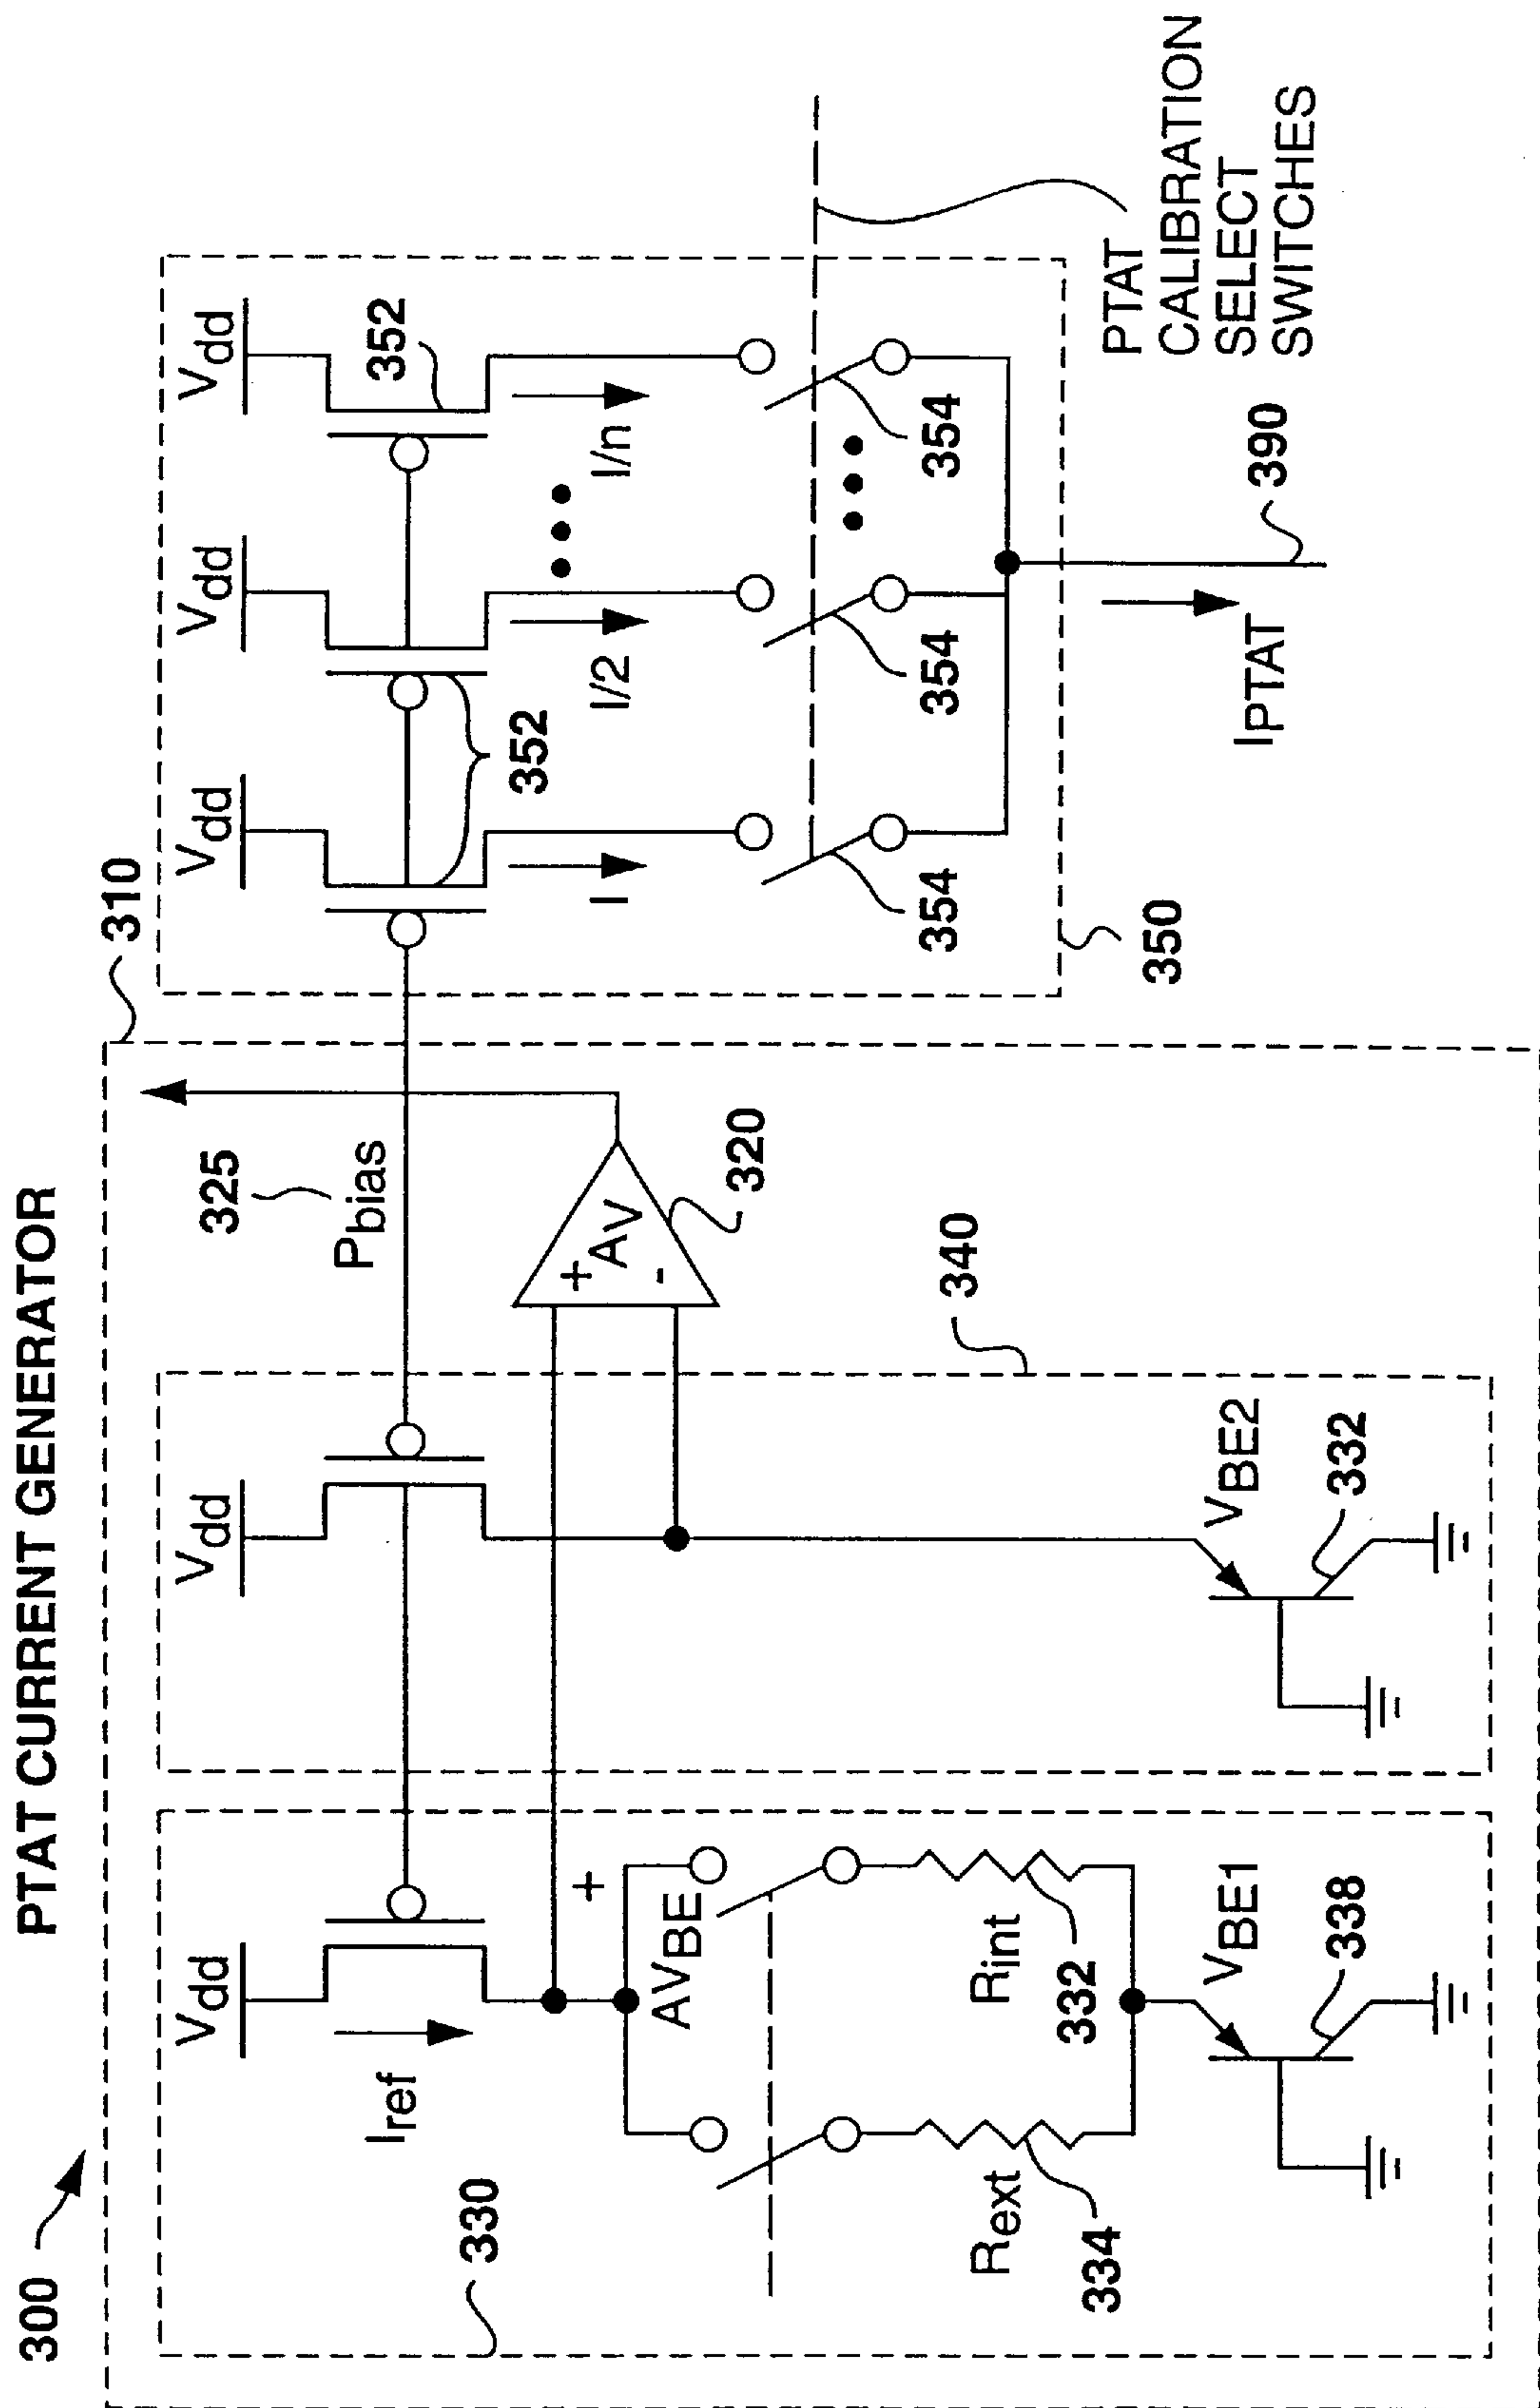 PTAT CURRENT GENERATOR
300
310
330
Vdd
Iref
+
AVBE
Rext
334
Rint
332
VBE1
338
340
Vdd
VBE2
332
325
Pbias
+
AV
-
320
Vdd
Vdd
Vdd
352
352
I
I/2
I/n
354
354
354
350
IPTAT
390
PTAT
CALIBRATION
SELECT
SWITCHES